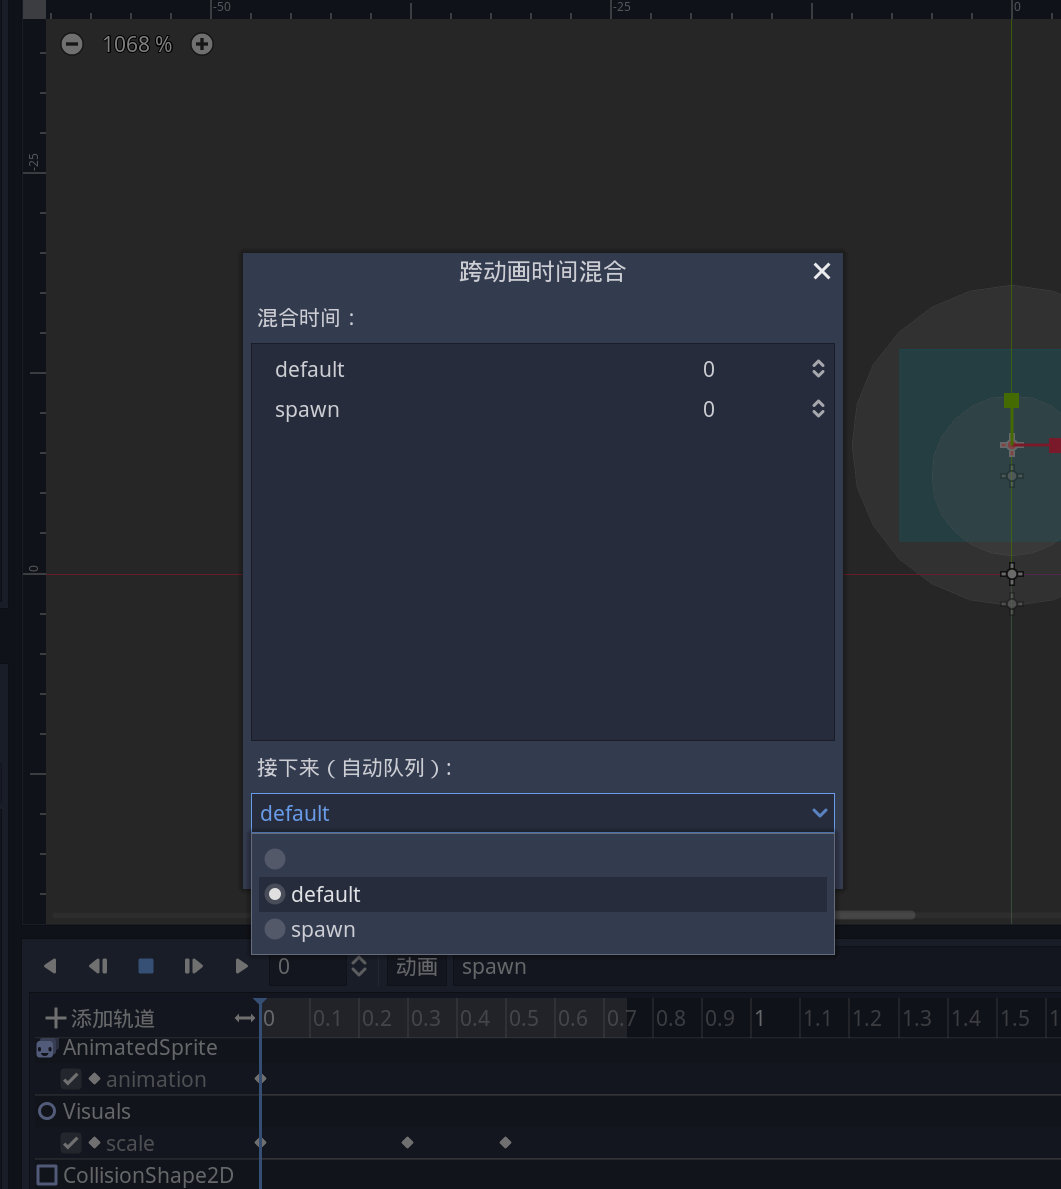 -50 -25 0
1068 %
-25
跨动画时间混合
混合时间：
default 0
spawn 0
0
接下来（自动队列）:
default
default
spawn
0 动画 spawn
添加轨道 0 0.1 0.2 0.3 0.4 0.5 0.6 0.7 0.8 0.9 1 1.1 1.2 1.3 1.4 1.5 1
AnimatedSprite
animation
Visuals
scale
CollisionShape2D